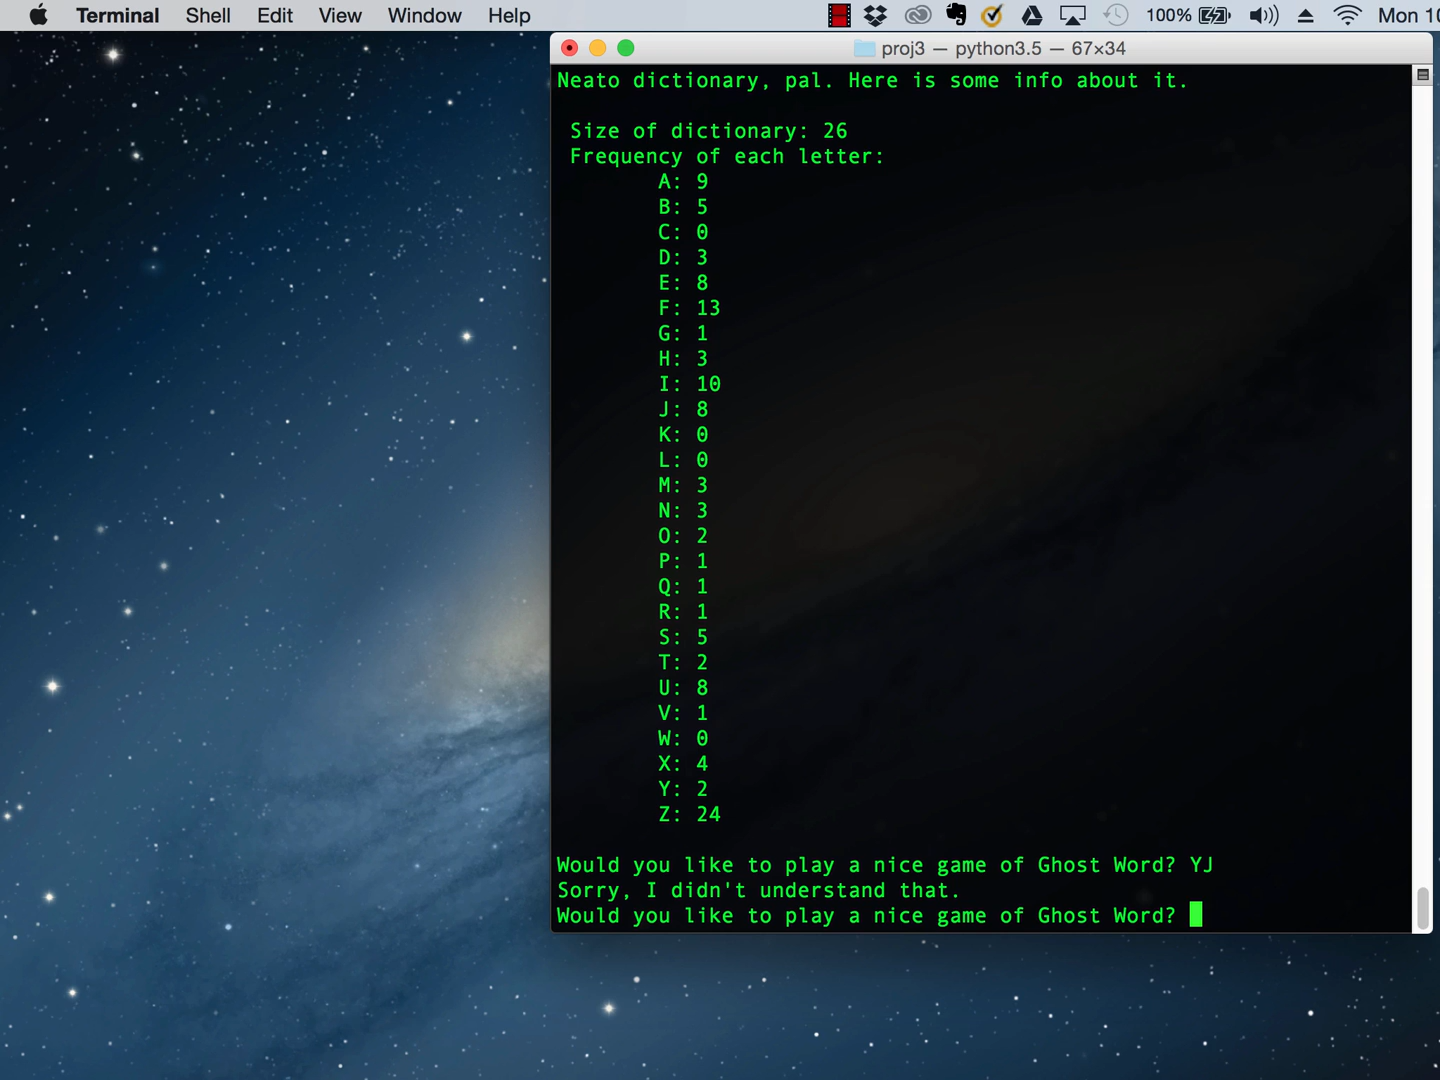 Terminal Shell Edit View Window Help 100% Mon 10
proj3 — python3.5 — 67×34
Neato dictionary, pal. Here is some info about it.
Size of dictionary: 26
Frequency of each letter:
A: 9
B: 5
C: 0
D: 3
E: 8
F: 13
G: 1
H: 3
I: 10
J: 8
K: 0
L: 0
M: 3
N: 3
O: 2
P: 1
Q: 1
R: 1
S: 5
T: 2
U: 8
V: 1
W: 0
X: 4
Y: 2
Z: 24
Would you like to play a nice game of Ghost Word? YJ
Sorry, I didn't understand that.
Would you like to play a nice game of Ghost Word?